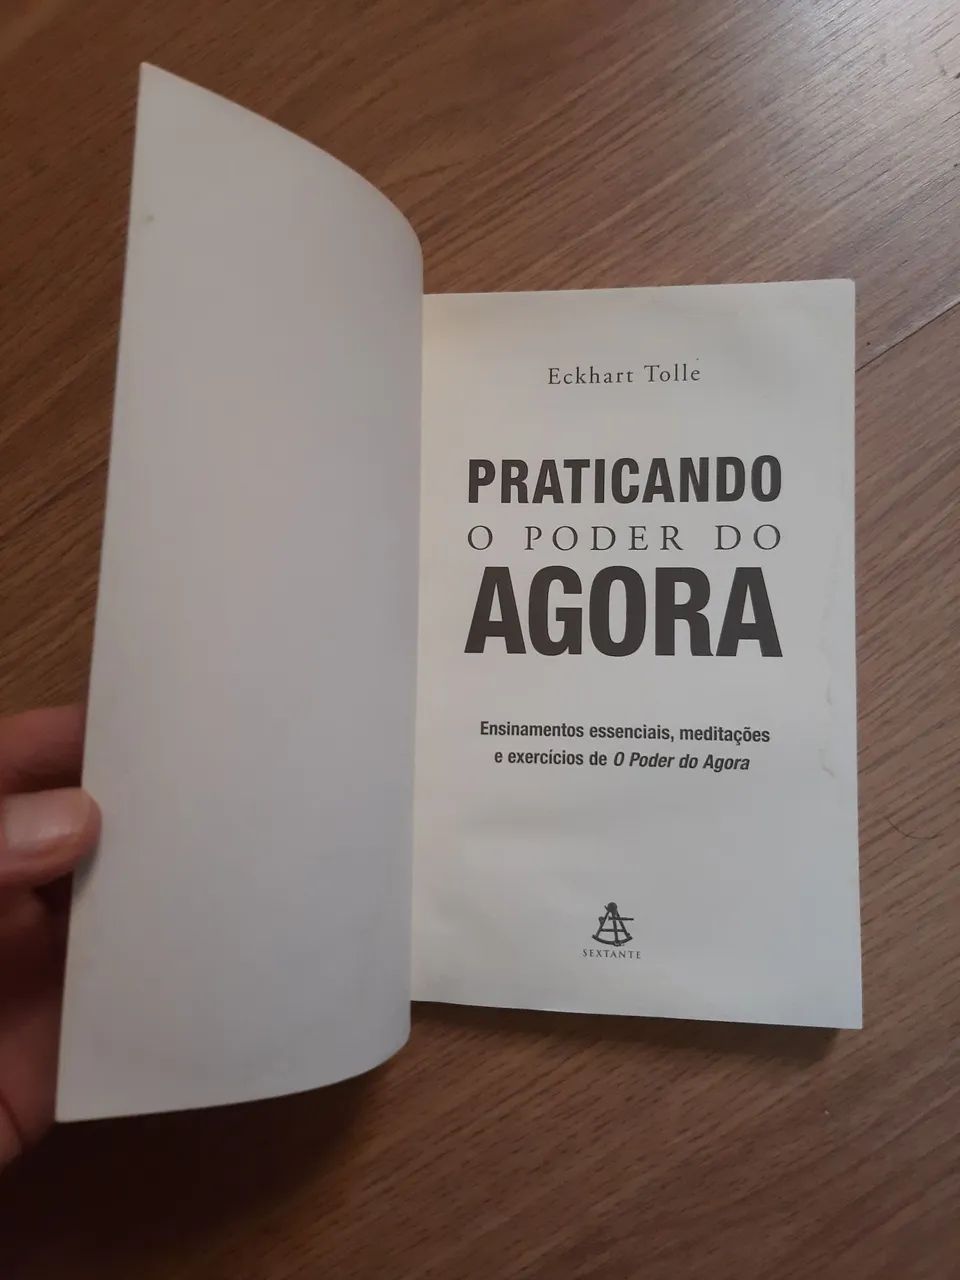 Eckhart Tolle
PRATICANDO
O PODER DO
AGORA
Ensinamentos essenciais, meditações
e exercícios de O Poder do Agora
SEXTANTE